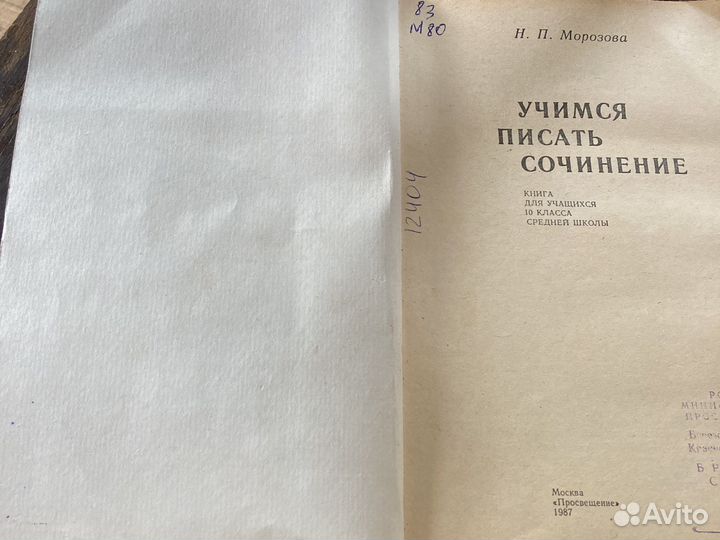 83
М80
Н. П. Морозова
УЧИМСЯ
ПИСАТЬ
СОЧИНЕНИЕ
КНИГА
ДЛЯ УЧАЩИХСЯ
10 КЛАССА
СРЕДНЕЙ ШКОЛЫ
12404
Москва
«Просвещение»
1987
Avito